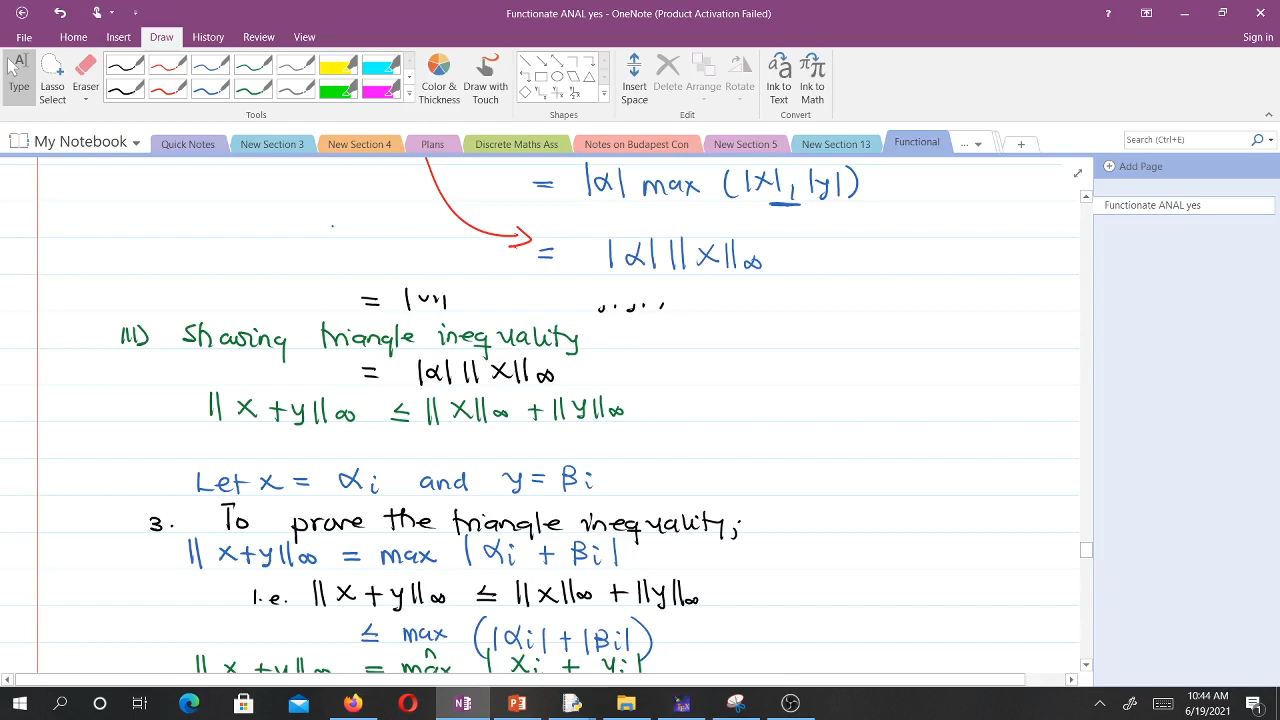 Functionate ANAL yes - OneNote (Product Activation Failed)
File Home Insert Draw History Review View
Sign in
Type
Lasso Select
Eraser
Color & Thickness
Draw with Touch
Insert Space
Delete
Arrange
Rotate
Ink to Text
Ink to Math
Tools Shapes Edit Convert
My Notebook Quick Notes New Section 3 New Section 4 Plans Discrete Maths Ass Notes on Budapest Con New Section 5 New Section 13 Functional ... Search (Ctrl+E)
Add Page
Functionate ANAL yes
= |α| max (|x|, |y|)
= |α| ||x||∞
III) Showing triangle inequality
= |α| ||x||∞
||x+y||∞ ≤ ||x||∞ + ||y||∞
Let x = αi and y = βi
3. To prove the triangle inequality;
||x+y||∞ = max |αi + βi|
i.e. ||x+y||∞ ≤ ||x||∞ + ||y||∞
≤ max (|αi| + |βi|)
||x+y||∞ = max |xi + yi|
10:44 AM
6/19/2021